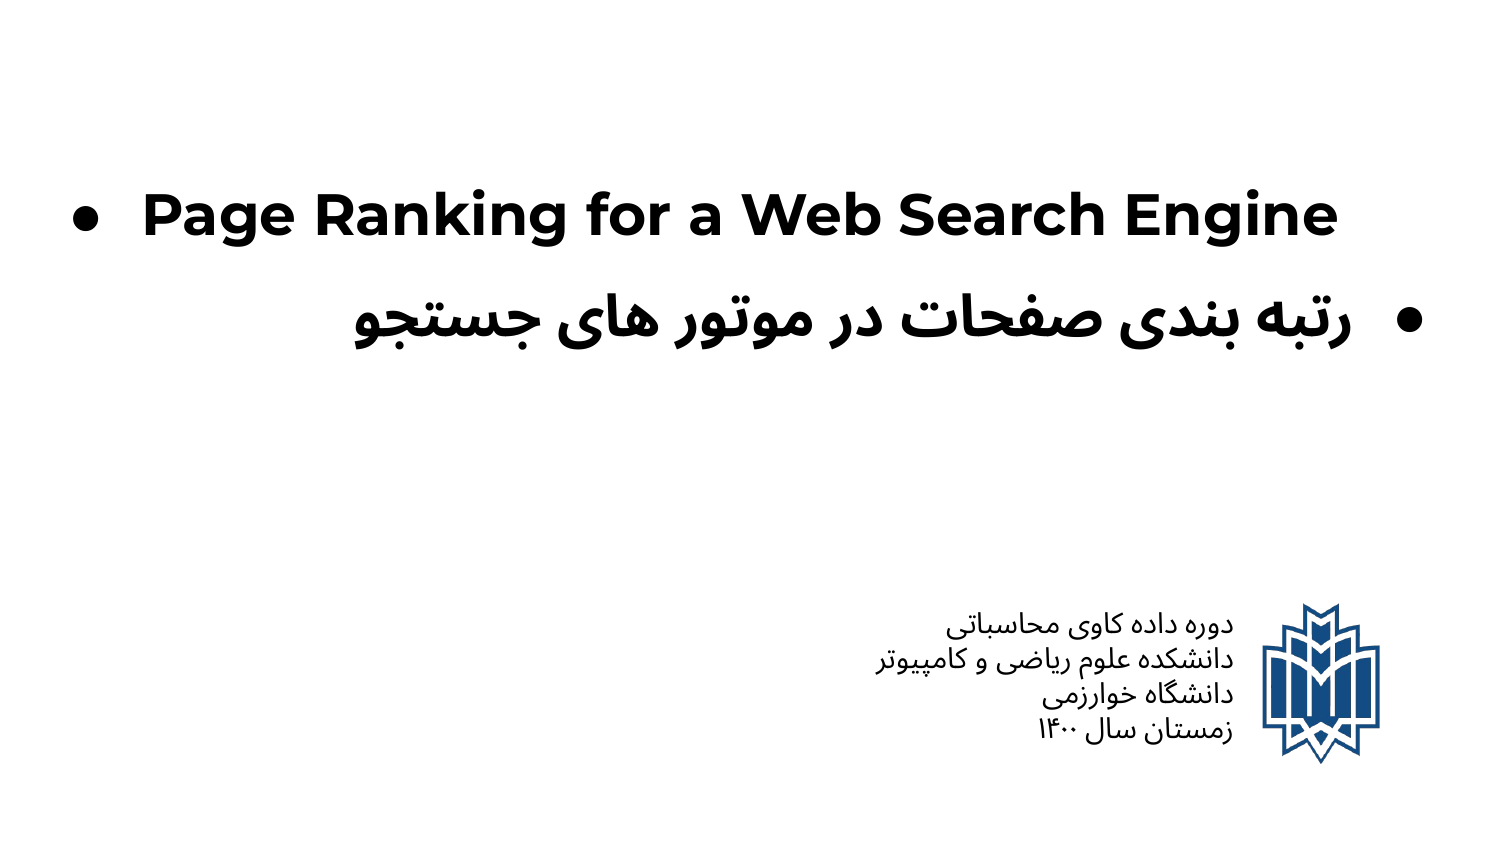 ● Page Ranking for a Web Search Engine
● رتبه بندی صفحات در موتور های جستجو
دوره داده کاوی محاسباتی
دانشکده علوم ریاضی و کامپیوتر
دانشگاه خوارزمی
زمستان سال ۱۴۰۰